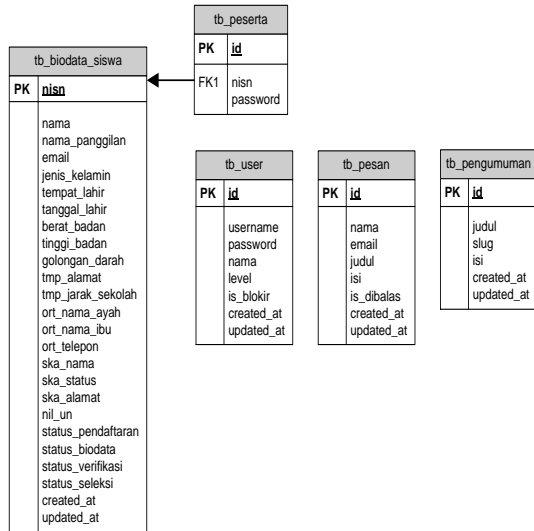 tb_peserta
PK id
FK1 nisn
password
tb_biodata_siswa
PK nisn
nama
nama_panggilan
email
jenis_kelamin
tempat_lahir
tanggal_lahir
berat_badan
tinggi_badan
golongan_darah
tmp_alamat
tmp_jarak_sekolah
ort_nama_ayah
ort_nama_ibu
ort_telepon
ska_nama
ska_status
ska_alamat
nil_un
status_pendaftaran
status_biodata
status_verifikasi
status_seleksi
created_at
updated_at
tb_user
PK id
username
password
nama
level
is_blokir
created_at
updated_at
tb_pesan
PK id
nama
email
judul
isi
is_dibalas
created_at
updated_at
tb_pengumuman
PK id
judul
slug
isi
created_at
updated_at